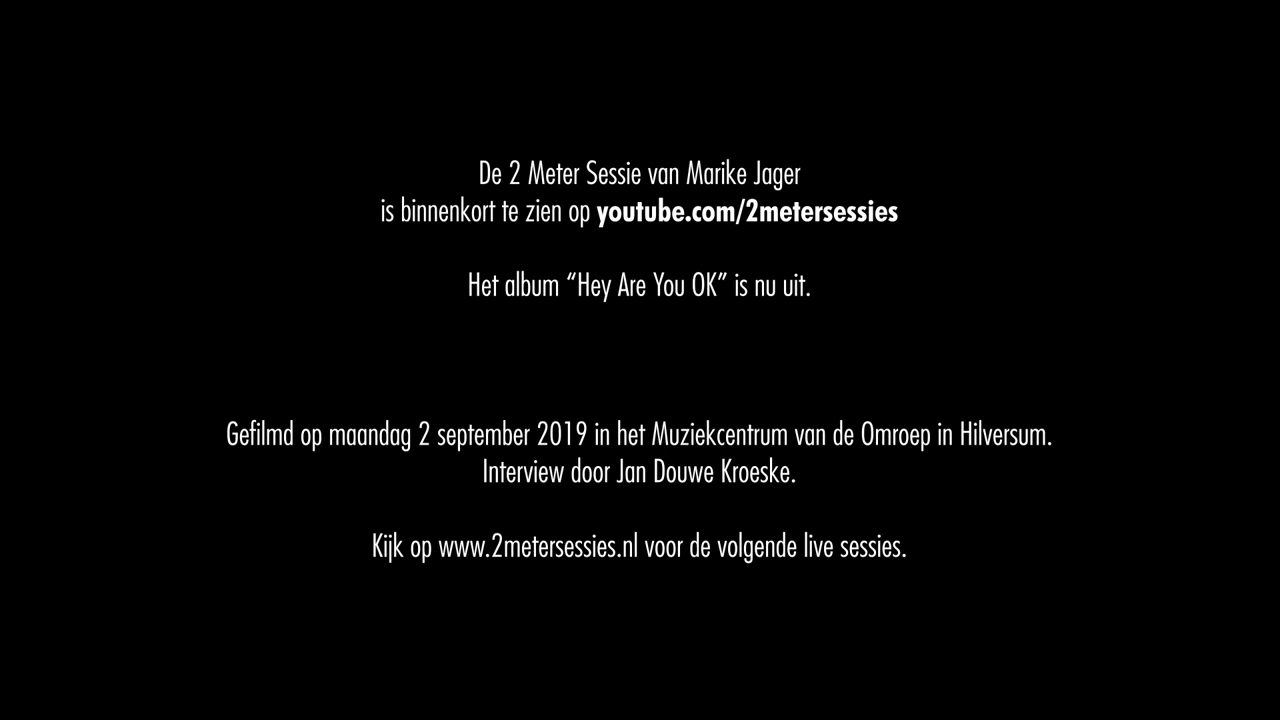 De 2 Meter Sessie van Marike Jager
is binnenkort te zien op youtube.com/2metersessies
Het album “Hey Are You OK” is nu uit.
Gefilmd op maandag 2 september 2019 in het Muziekcentrum van de Omroep in Hilversum.
Interview door Jan Douwe Kroeske.
Kijk op www.2metersessies.nl voor de volgende live sessies.